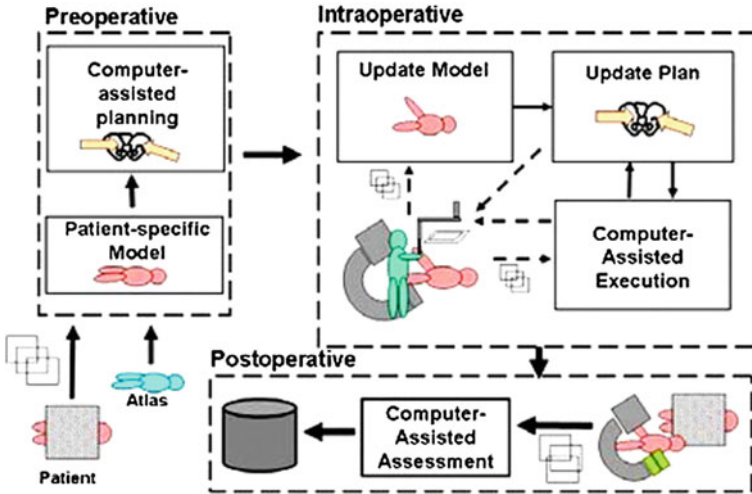 Preoperative
Computer-
assisted
planning
Patient-specific
Model
Atlas
Patient
Intraoperative
Update Model
Update Plan
Computer-
Assisted
Execution
Postoperative
Computer-
Assisted
Assessment